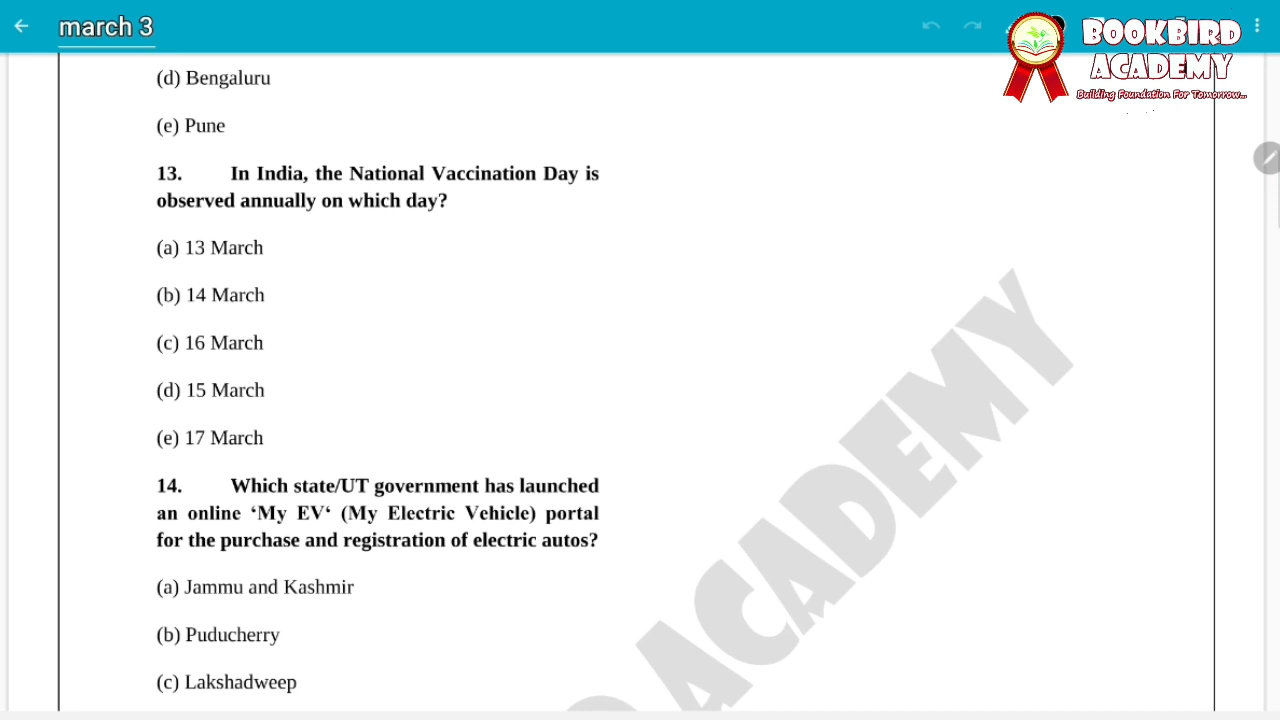 march 3
BOOKBIRD
ACADEMY
Building Foundation For Tomorrow...
(d) Bengaluru
(e) Pune
13. In India, the National Vaccination Day is
observed annually on which day?
(a) 13 March
(b) 14 March
(c) 16 March
(d) 15 March
(e) 17 March
14. Which state/UT government has launched
an online ‘My EV‘ (My Electric Vehicle) portal
for the purchase and registration of electric autos?
(a) Jammu and Kashmir
(b) Puducherry
(c) Lakshadweep
D ACADEMY